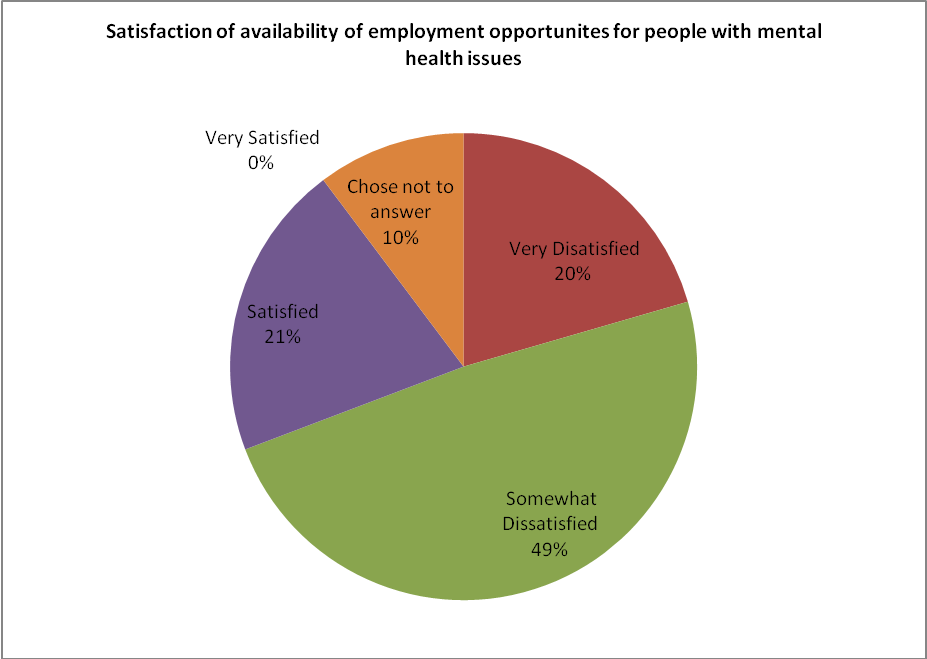 Satisfaction of availability of employment opportunites for people with mental
health issues
Very Satisfied
0%
Chose not to
answer
10%
Very Disatisfied
20%
Satisfied
21%
Somewhat
Dissatisfied
49%